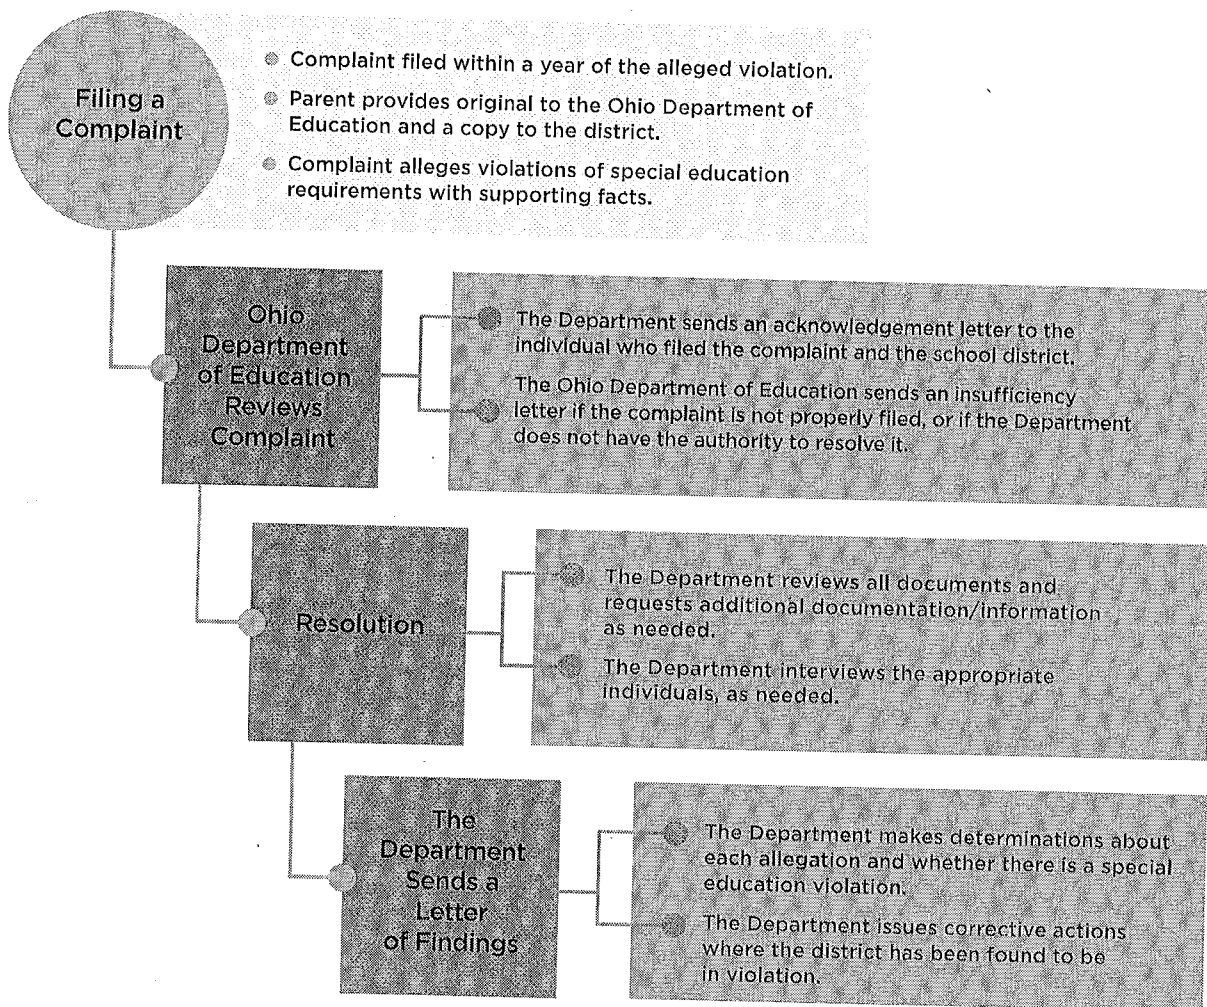 Filing a
Complaint
Complaint filed within a year of the alleged violation.
Parent provides original to the Ohio Department of
Education and a copy to the district.
Complaint alleges violations of special education
requirements with supporting facts.
Ohio
Department
of Education
Reviews
Complaint
The Department sends an acknowledgement letter to the
individual who filed the complaint and the school district.
The Ohio Department of Education sends an insufficiency
letter if the complaint is not properly filed, or if the Department
does not have the authority to resolve it.
Resolution
The Department reviews all documents and
requests additional documentation/information
as needed.
The Department interviews the appropriate
individuals, as needed.
The
Department
Sends a
Letter
of Findings
The Department makes determinations about
each allegation and whether there is a special
education violation.
The Department issues corrective actions
where the district has been found to be
in violation.